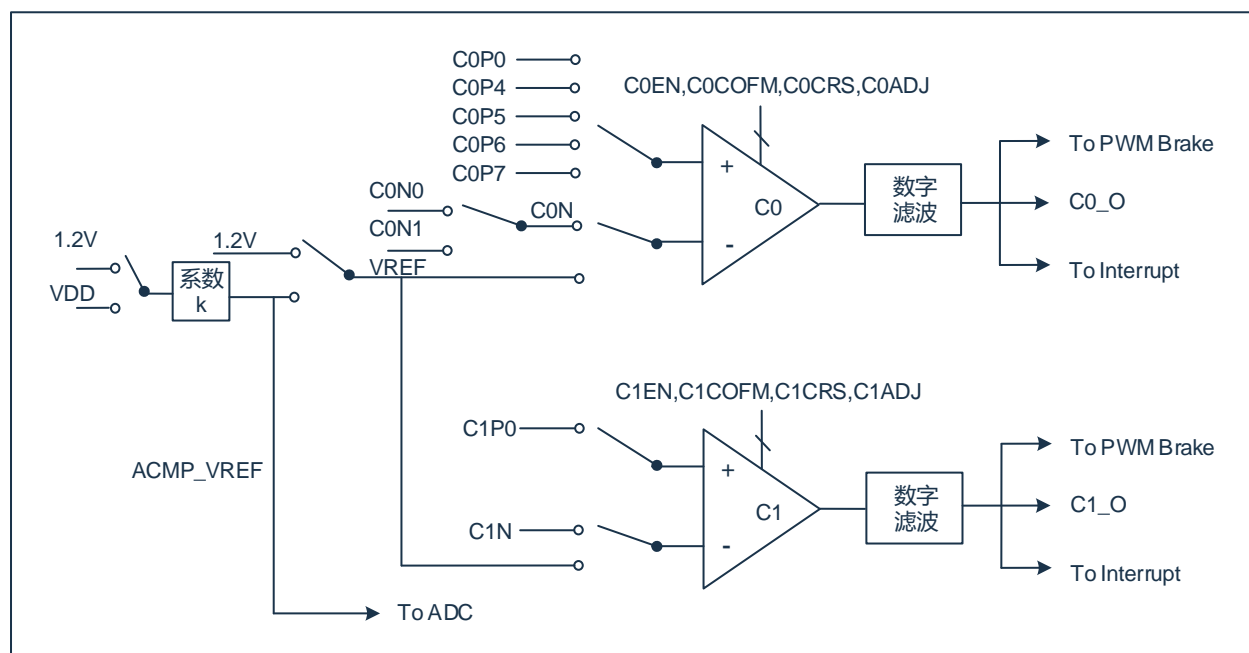 C0P0
C0P4
C0P5
C0P6
C0P7
C0EN,C0COFM,C0CRS,C0ADJ
+
-
C0
数字
滤波
To PWM Brake
C0_O
To Interrupt
C0N0
C0N1
C0N
1.2V
VDD
系数
k
1.2V
VREF
C1EN,C1COFM,C1CRS,C1ADJ
C1P0
C1N
+
-
C1
数字
滤波
To PWM Brake
C1_O
To Interrupt
ACMP_VREF
To ADC